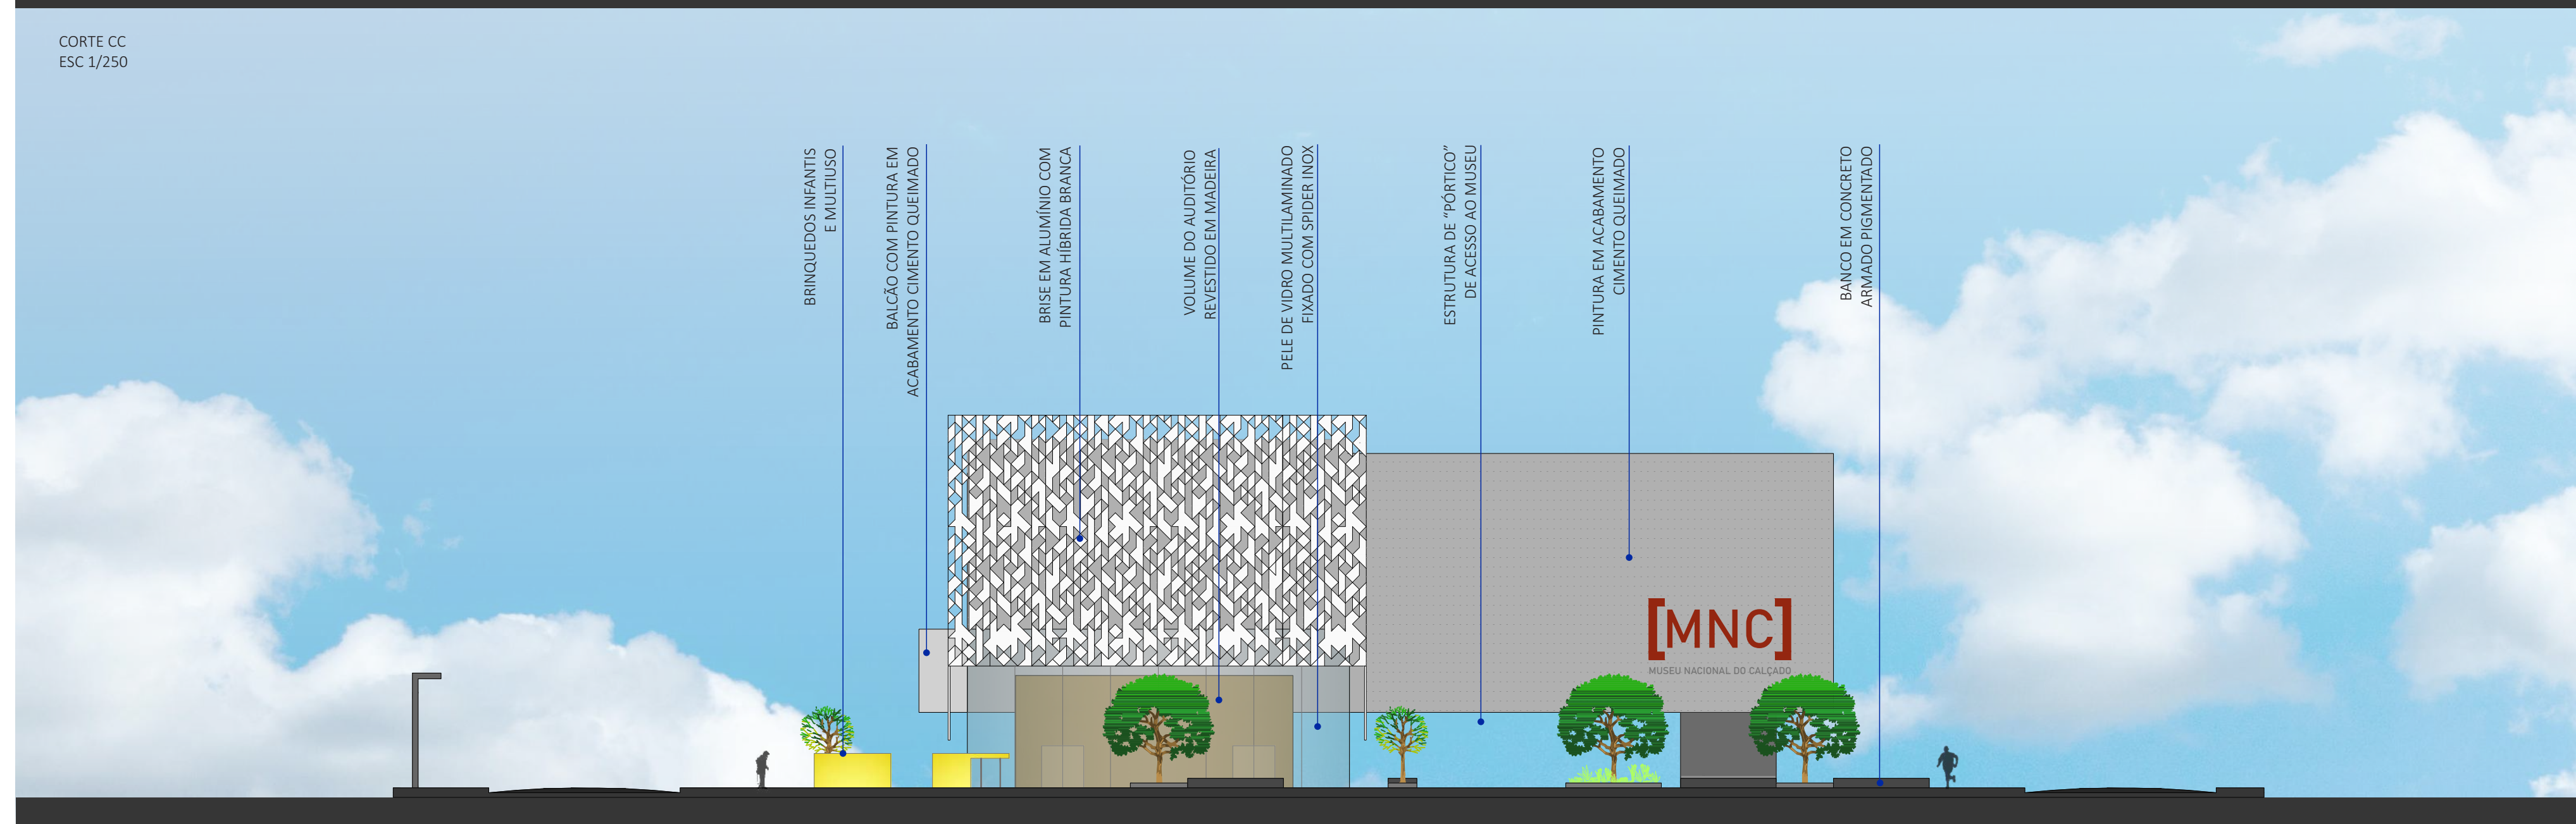 CORTE CC
ESC 1/250
BRINQUEDOS INFANTIS
E MULTIUSO
BALCÃO COM PINTURA EM
ACABAMENTO CIMENTO QUEIMADO
BRISE EM ALUMÍNIO COM
PINTURA HÍBRIDA BRANCA
VOLUME DO AUDITÓRIO
REVESTIDO EM MADEIRA
PELE DE VIDRO MULTILAMINADO
FIXADO COM SPIDER INOX
ESTRUTURA DE “PÓRTICO”
DE ACESSO AO MUSEU
PINTURA EM ACABAMENTO
CIMENTO QUEIMADO
BANCO EM CONCRETO
ARMADO PIGMENTADO
[MNC]
MUSEU NACIONAL DO CALÇADO